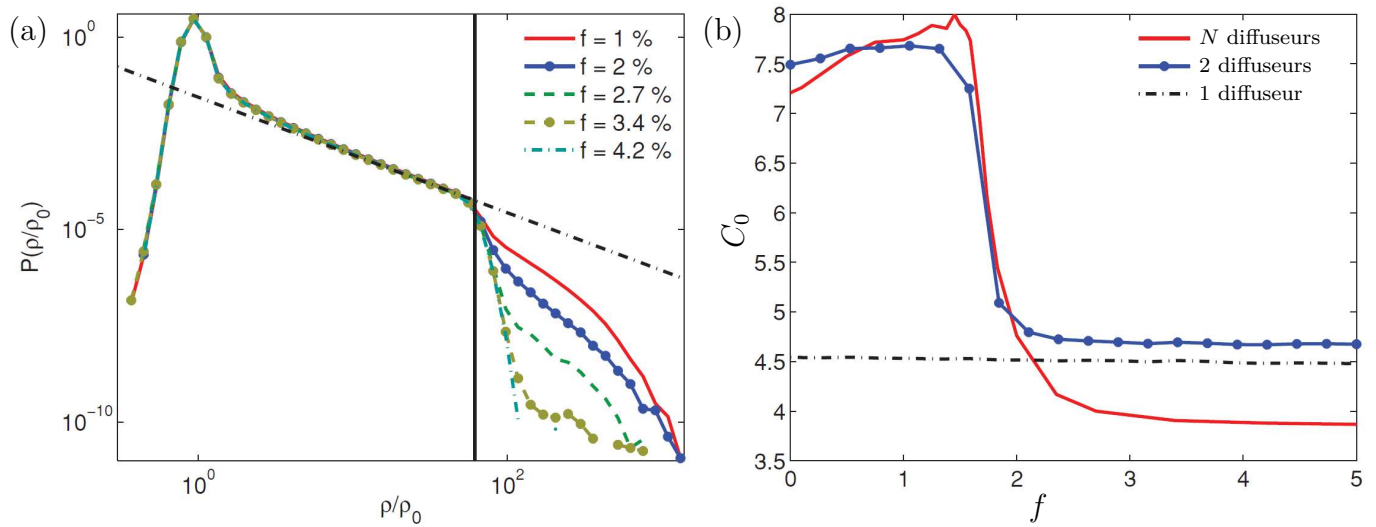 (a)
10^0
10^-5
10^-10
P(ρ/ρ_0)
f = 1 %
f = 2 %
f = 2.7 %
f = 3.4 %
f = 4.2 %
10^0
10^2
ρ/ρ_0
(b)
8
7.5
7
6.5
6
5.5
5
4.5
4
3.5
C_0
N diffuseurs
2 diffuseurs
1 diffuseur
0
1
2
3
4
5
f